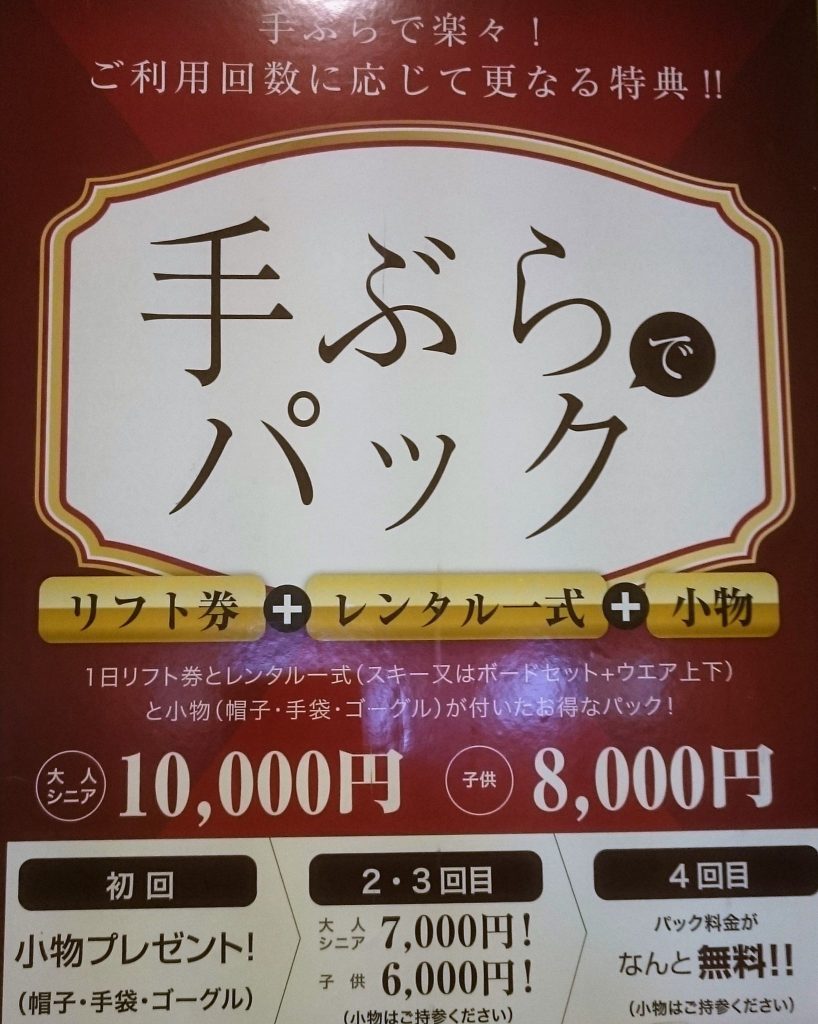 手ぶらで楽々！
ご利用回数に応じて更なる特典!!
手ぶらで
パック
リフト券+レンタル一式+小物
1日リフト券とレンタル一式(スキー又はボードセット+ウエア上下)
と小物(帽子・手袋・ゴーグル)が付いたお得なパック!
大人
シニア 10,000円 子供 8,000円
初回
小物プレゼント!
(帽子・手袋・ゴーグル)
2・3回目
大人
シニア 7,000円!
子供 6,000円!
(小物はご持参ください)
4回目
パック料金が
なんと無料!!
(小物はご持参ください)